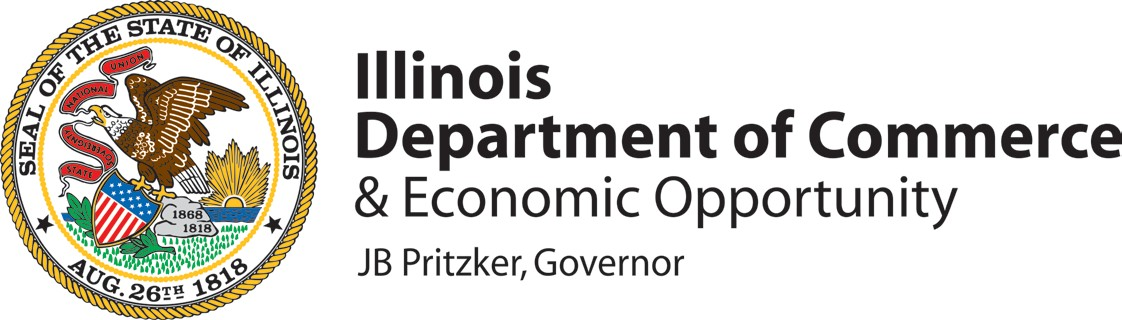 SEAL OF THE STATE OF ILLINOIS
AUG. 26TH 1818
UNION
NATIONAL
SOVEREIGNTY
STATE
1868
1818
Illinois
Department of Commerce
& Economic Opportunity
JB Pritzker, Governor